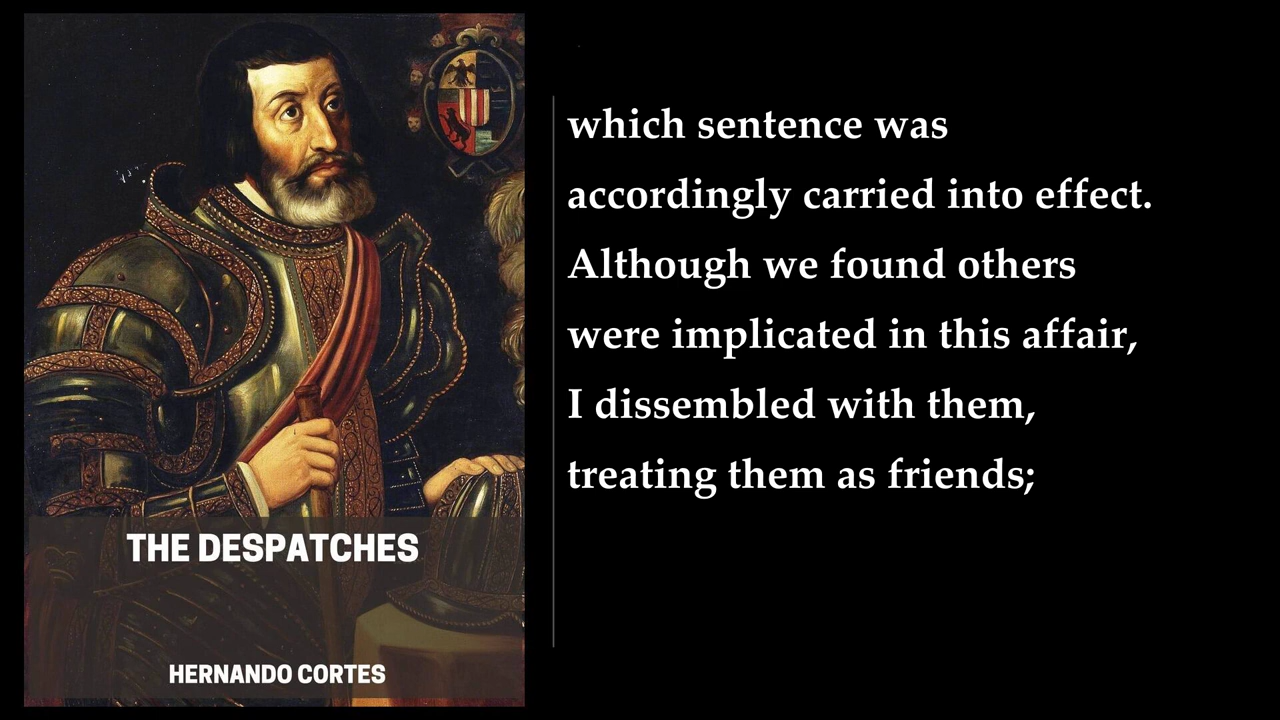 THE DESPATCHES
HERNANDO CORTES
which sentence was
accordingly carried into effect.
Although we found others
were implicated in this affair,
I dissembled with them,
treating them as friends;